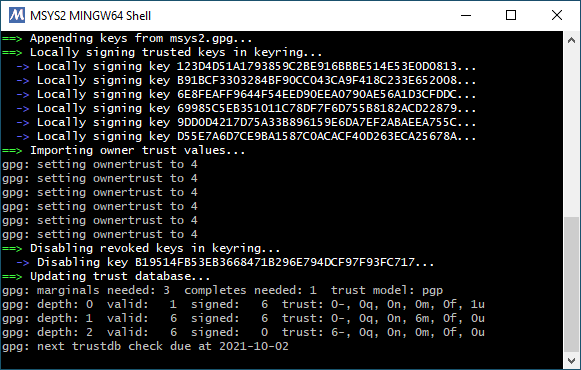 MSYS2 MINGW64 Shell
==> Appending keys from msys2.gpg...
==> Locally signing trusted keys in keyring...
-> Locally signing key 123D4D51A1793859C2BE916BBBE514E53E0D0813...
-> Locally signing key B91BCF3303284BF90CC043CA9F418C233E652008...
-> Locally signing key 6E8FEAFF9644F54EED90EEA0790AE56A1D3CFDDC...
-> Locally signing key 69985C5EB351011C78DF7F6D755B8182ACD22879...
-> Locally signing key 9DD0D4217D75A33B896159E6DA7EF2ABAEEA755C...
-> Locally signing key D55E7A6D7CE9BA1587C0ACACF40D263ECA25678A...
==> Importing owner trust values...
gpg: setting ownertrust to 4
gpg: setting ownertrust to 4
gpg: setting ownertrust to 4
gpg: setting ownertrust to 4
gpg: setting ownertrust to 4
gpg: setting ownertrust to 4
==> Disabling revoked keys in keyring...
-> Disabling key B19514FB53EB3668471B296E794DCF97F93FC717...
==> Updating trust database...
gpg: marginals needed: 3  completes needed: 1  trust model: pgp
gpg: depth: 0  valid:   1  signed:   6  trust: 0-, 0q, 0n, 0m, 0f, 1u
gpg: depth: 1  valid:   6  signed:   6  trust: 0-, 0q, 0n, 6m, 0f, 0u
gpg: depth: 2  valid:   6  signed:   0  trust: 6-, 0q, 0n, 0m, 0f, 0u
gpg: next trustdb check due at 2021-10-02